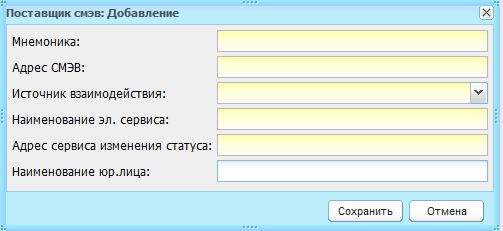 Поставщик смэв: Добавление
Мнемоника:
Адрес СМЭВ:
Источник взаимодействия:
Наименование эл. сервиса:
Адрес сервиса изменения статуса:
Наименование юр.лица:
Сохранить Отмена